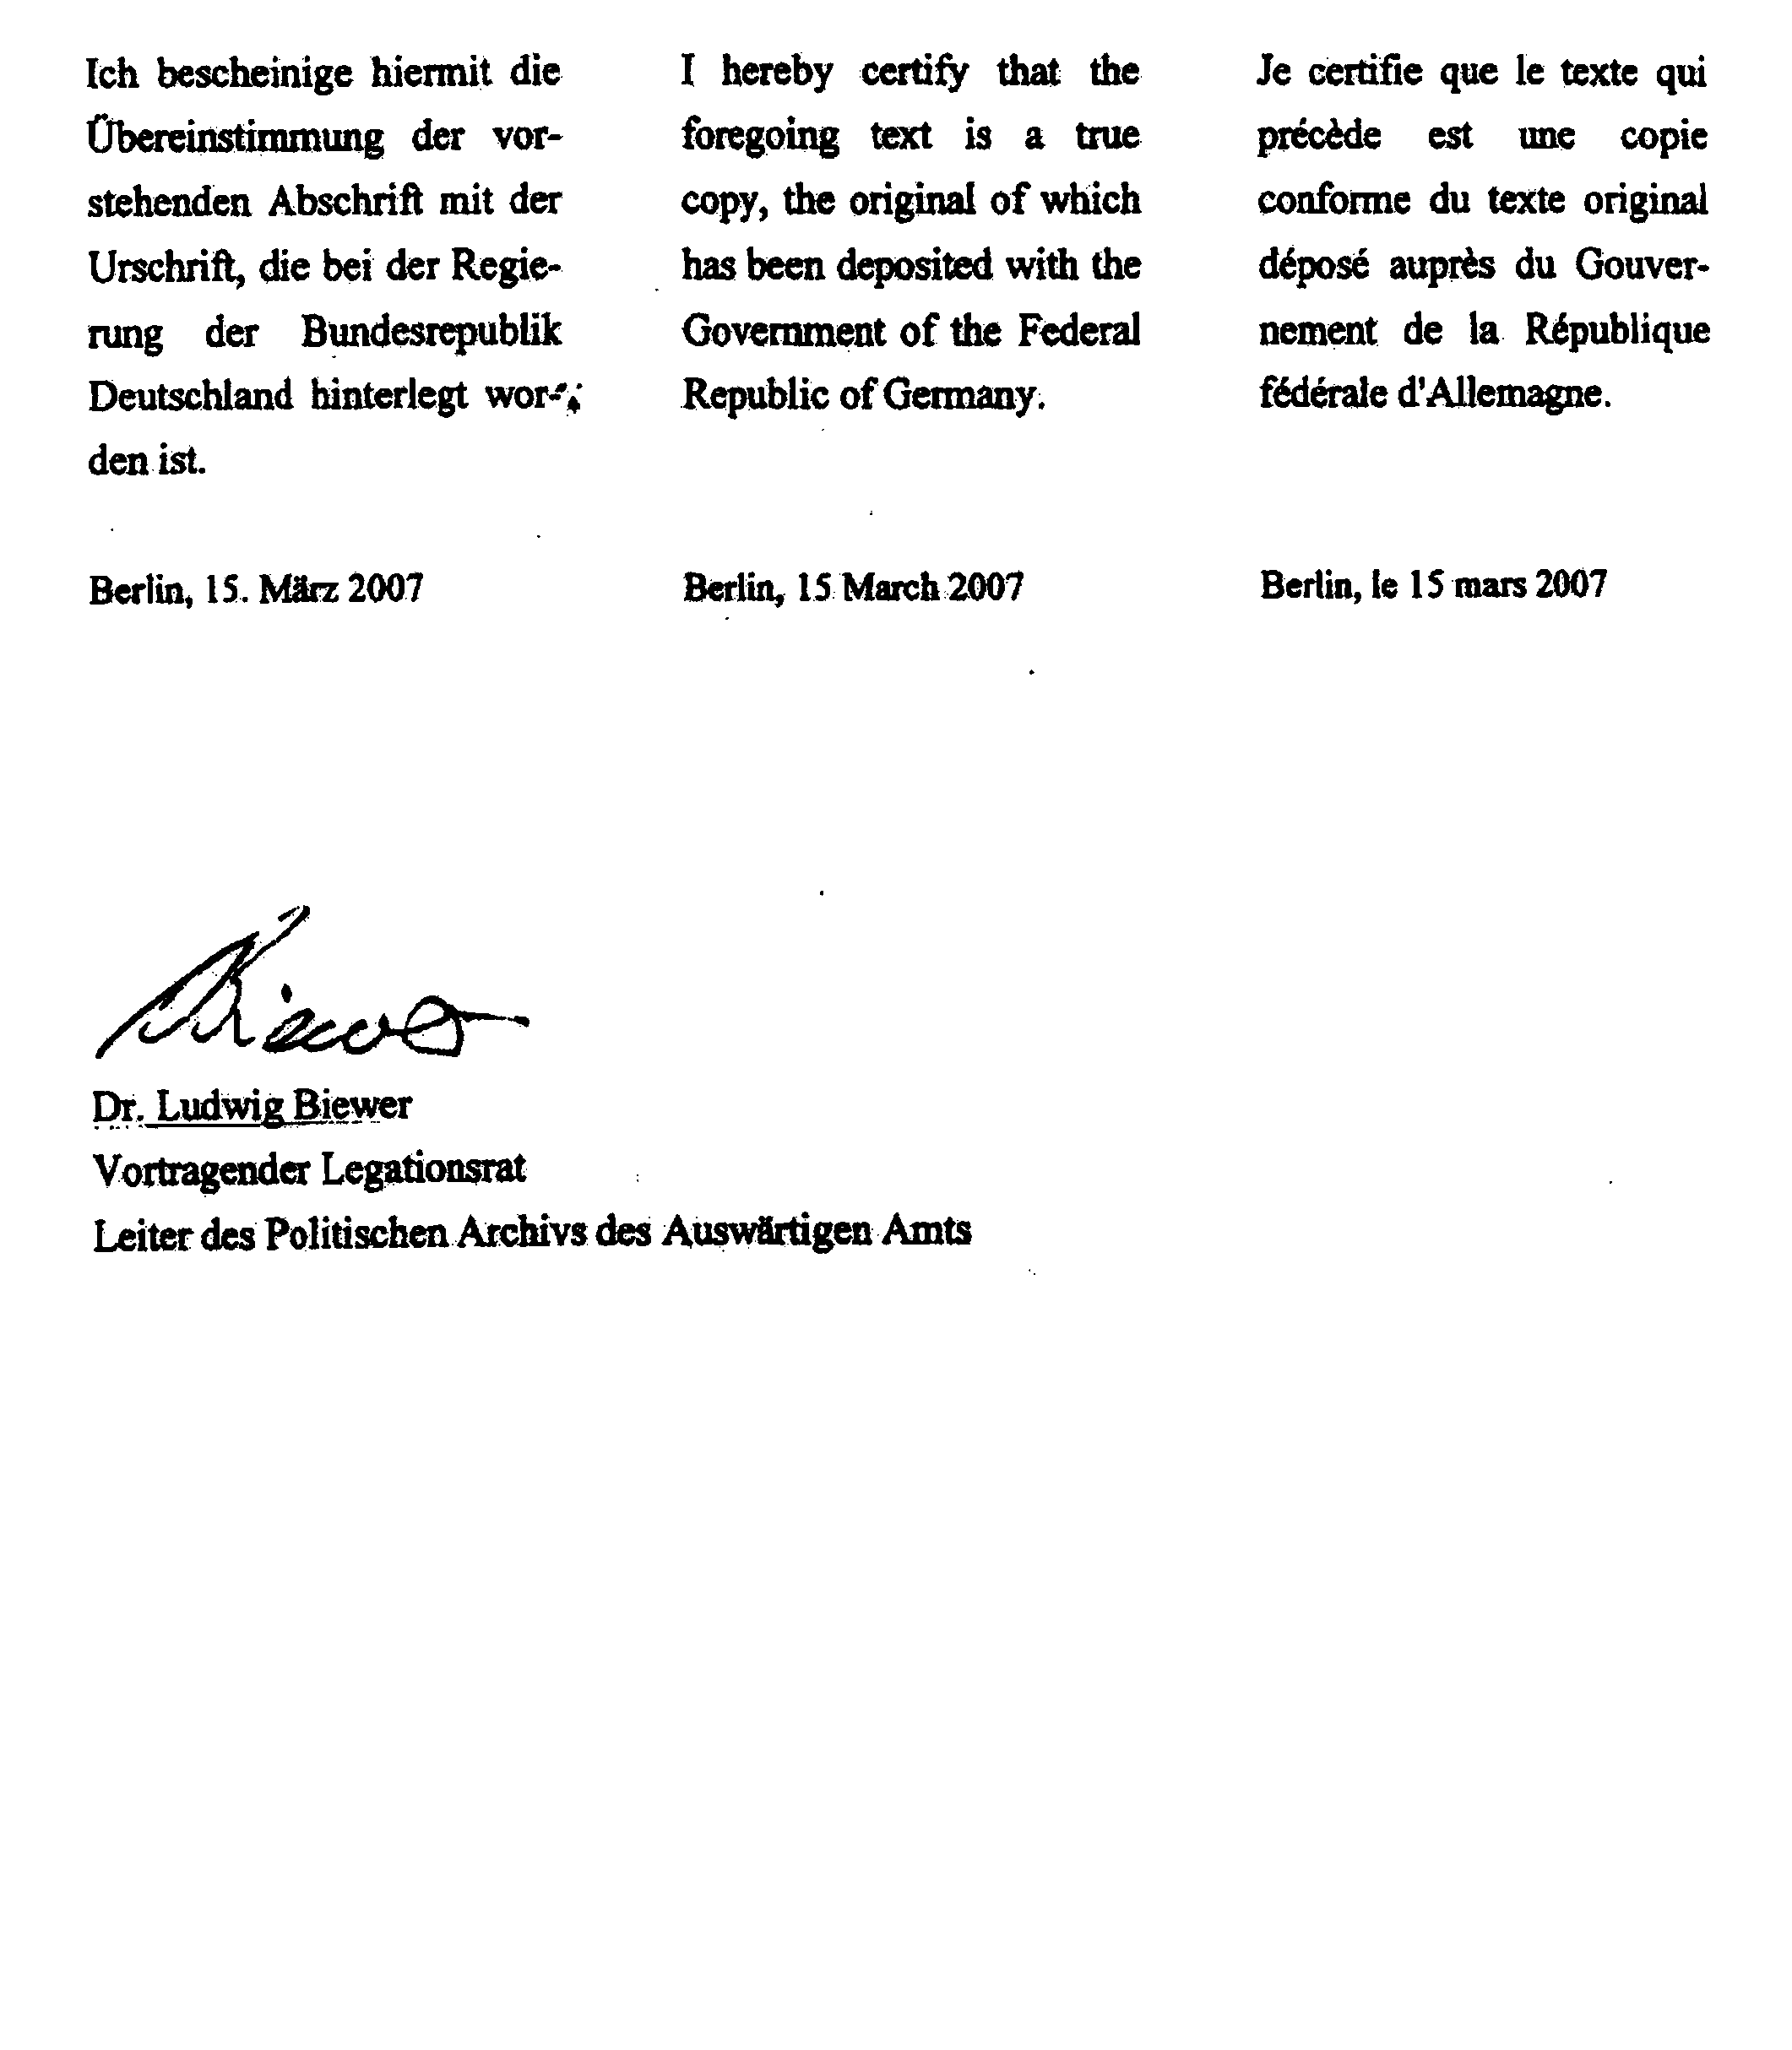 Ich bescheinige hiermit die
Übereinstimmung der vor-
stehenden Abschrift mit der
Urschrift, die bei der Regie-
rung der Bundesrepublik
Deutschland hinterlegt wor-
den ist.
Berlin, 15. März 2007
I hereby certify that the
foregoing text is a true
copy, the original of which
has been deposited with the
Government of the Federal
Republic of Germany.
Berlin, 15 March 2007
Je certifie que le texte qui
précède est une copie
conforme du texte original
déposé auprès du Gouver-
nement de la République
fédérale d'Allemagne.
Berlin, le 15 mars 2007
Biewer
Dr. Ludwig Biewer
Vortragender Legationsrat
Leiter des Politischen Archivs des Auswärtigen Amts